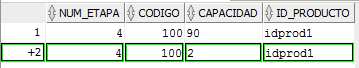 NUM_ETAPA CODIGO CAPACIDAD ID_PRODUCTO
1 4 100 90 idprod1
+2 4 100 2 idprod1